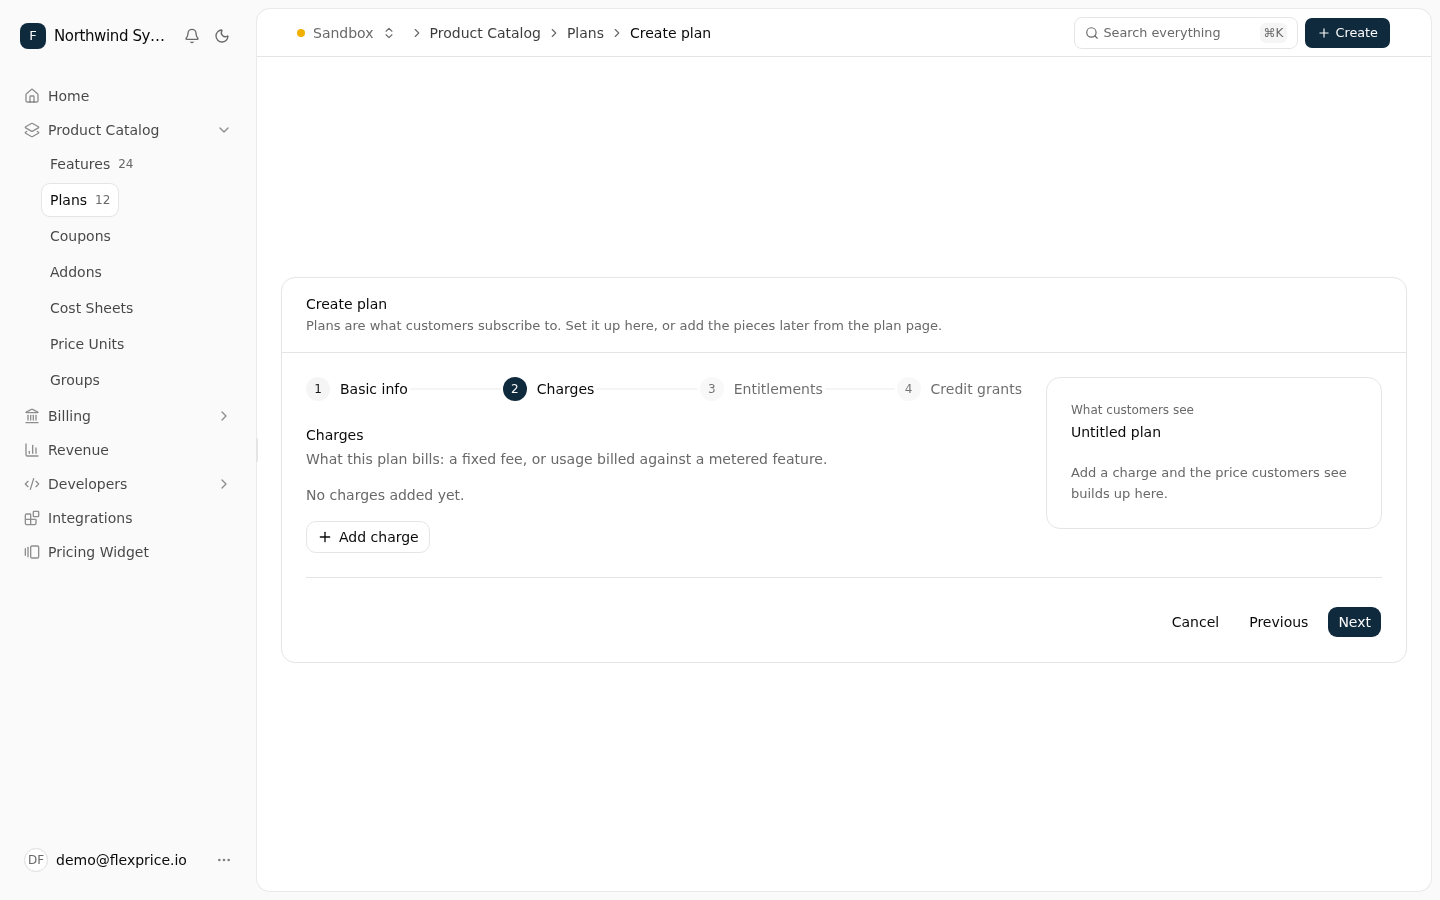 F Northwind Sy...
Home
Product Catalog
Features 24
Plans 12
Coupons
Addons
Cost Sheets
Price Units
Groups
Billing
Revenue
Developers
Integrations
Pricing Widget
DF demo@flexprice.io
Sandbox Product Catalog Plans Create plan
Search everything ⌘K
Create
Create plan
Plans are what customers subscribe to. Set it up here, or add the pieces later from the plan page.
1 Basic info 2 Charges 3 Entitlements 4 Credit grants
Charges
What this plan bills: a fixed fee, or usage billed against a metered feature.
No charges added yet.
Add charge
What customers see
Untitled plan
Add a charge and the price customers see
builds up here.
Cancel Previous Next